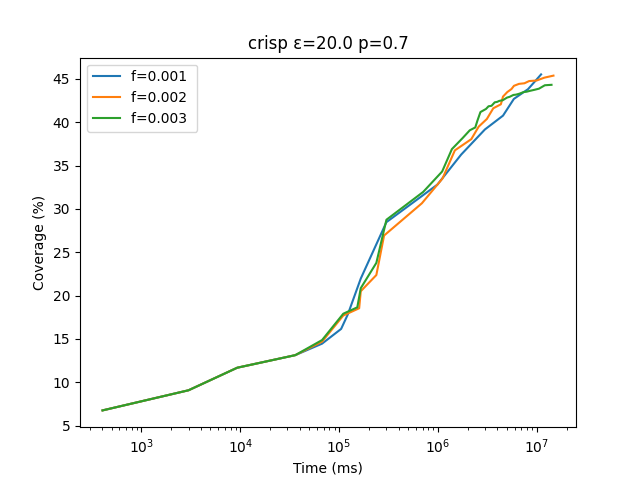 crisp ε=20.0 p=0.7
f=0.001
f=0.002
f=0.003
Coverage (%)
45
40
35
30
25
20
15
10
5
10³
10⁴
10⁵
10⁶
10⁷
Time (ms)